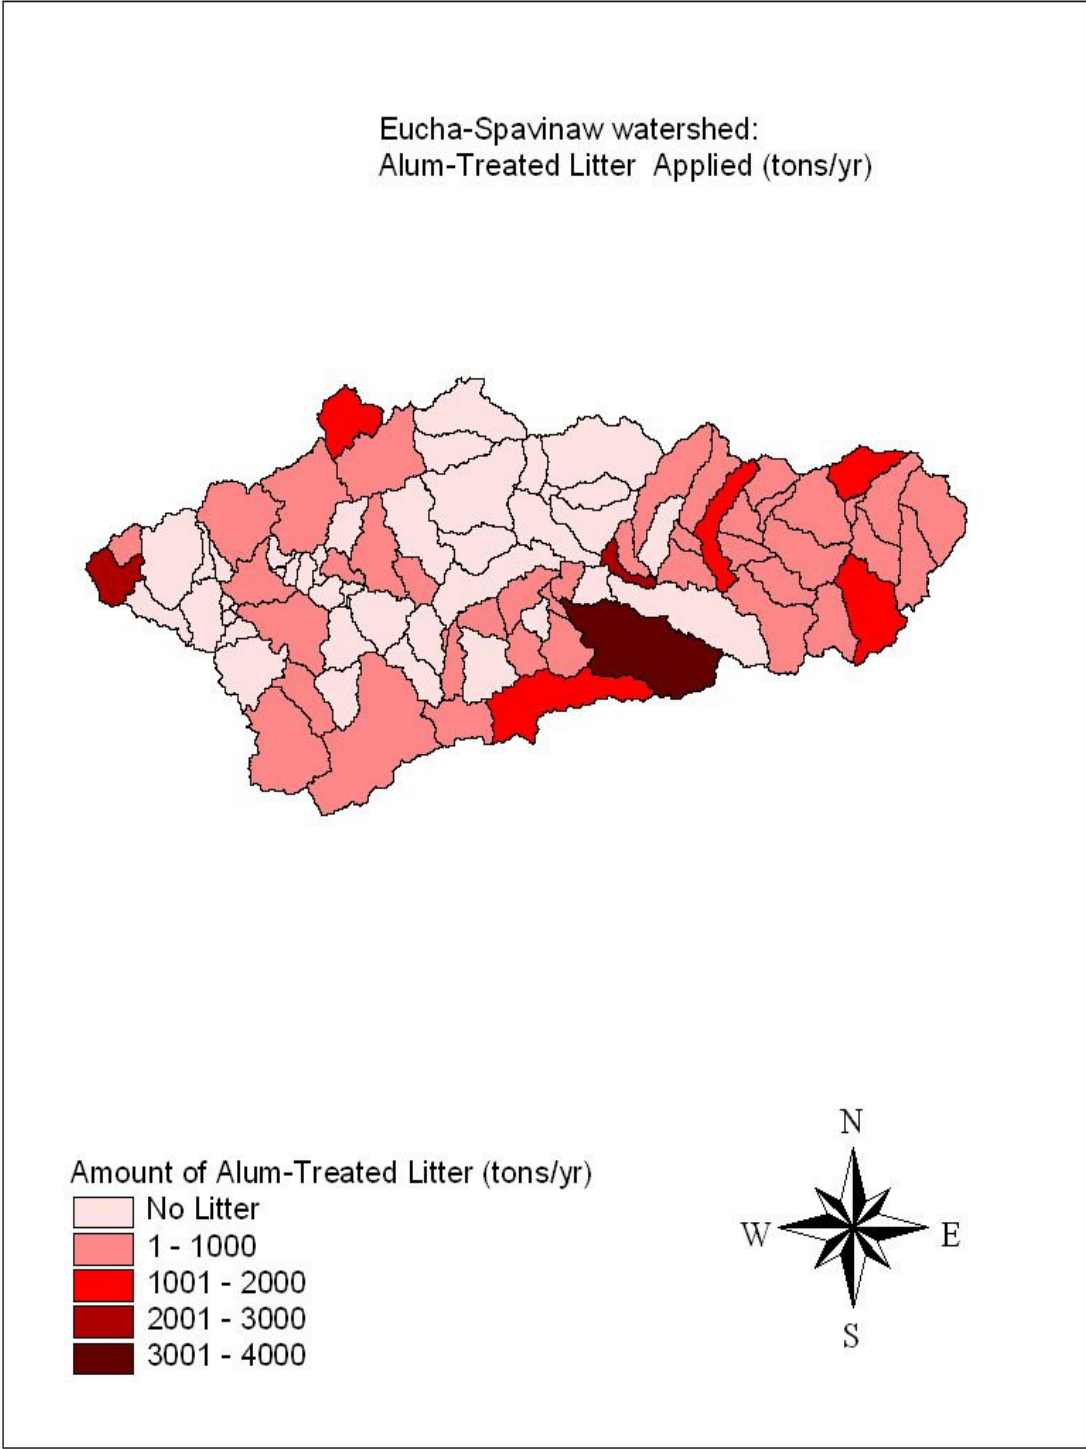 Eucha-Spavinaw watershed:
Alum-Treated Litter  Applied (tons/yr)
Amount of Alum-Treated Litter (tons/yr)
No Litter
1 - 1000
1001 - 2000
2001 - 3000
3001 - 4000
N
W
E
S